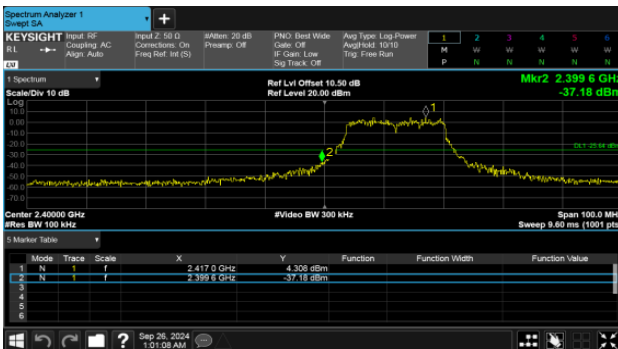 Spectrum Analyzer 1
Swept SA
+
KEYSIGHT Input: RF Input Z: 50 Ω #Atten: 20 dB PNO: Best Wide Avg Type: Log-Power 1 2 3 4 5 6
RL Coupling: AC Corrections: On Preamp: Off Gate: Off Avg|Hold: 10/10 M W W W W W
Align: Auto Freq Ref: Int (S) IF Gain: Low Trig: Free Run P N N N N N
Sig Track: Off
LXI
1 Spectrum Ref Lvl Offset 10.50 dB Mkr2 2.399 6 GHz
Scale/Div 10 dB Ref Level 20.00 dBm -37.18 dBm
Log
10.0
0.00
-10.0
-20.0
-30.0
-40.0
-50.0
-60.0
-70.0
1
2
DL1 -25.64 dBm
Center 2.40000 GHz #Video BW 300 kHz Span 100.0 MH
#Res BW 100 kHz Sweep 9.60 ms (1001 pts
5 Marker Table
Mode Trace Scale X Y Function Function Width Function Value
1 N 1 f 2.417 0 GHz 4.308 dBm
2 N 1 f 2.399 6 GHz -37.18 dBm
3
4
5
6
? Sep 26, 2024
1:01:08 AM